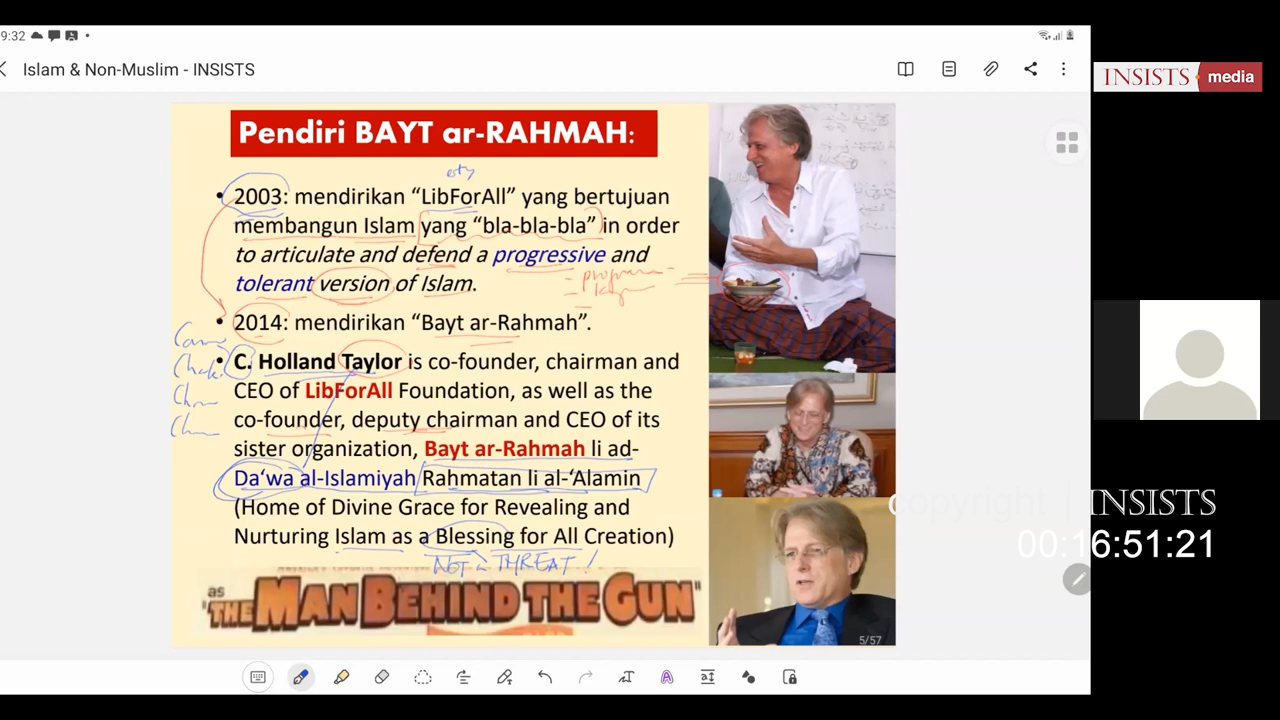 9:32
Islam & Non-Muslim - INSISTS
INSISTS media
Pendiri BAYT ar-RAHMAH:
• 2003: mendirikan “LibForAll” yang bertujuan
membangun Islam yang “bla-bla-bla” in order
to articulate and defend a progressive and
tolerant version of Islam.
• 2014: mendirikan “Bayt ar-Rahmah”.
• C. Holland Taylor is co-founder, chairman and
CEO of LibForAll Foundation, as well as the
co-founder, deputy chairman and CEO of its
sister organization, Bayt ar-Rahmah li ad-
Da‘wa al-Islamiyah Rahmatan li al-‘Alamin
(Home of Divine Grace for Revealing and
Nurturing Islam as a Blessing for All Creation)
NOT a THREAT!
as
"THE MAN BEHIND THE GUN"
5/57
copyright | INSISTS
00:16:51:21